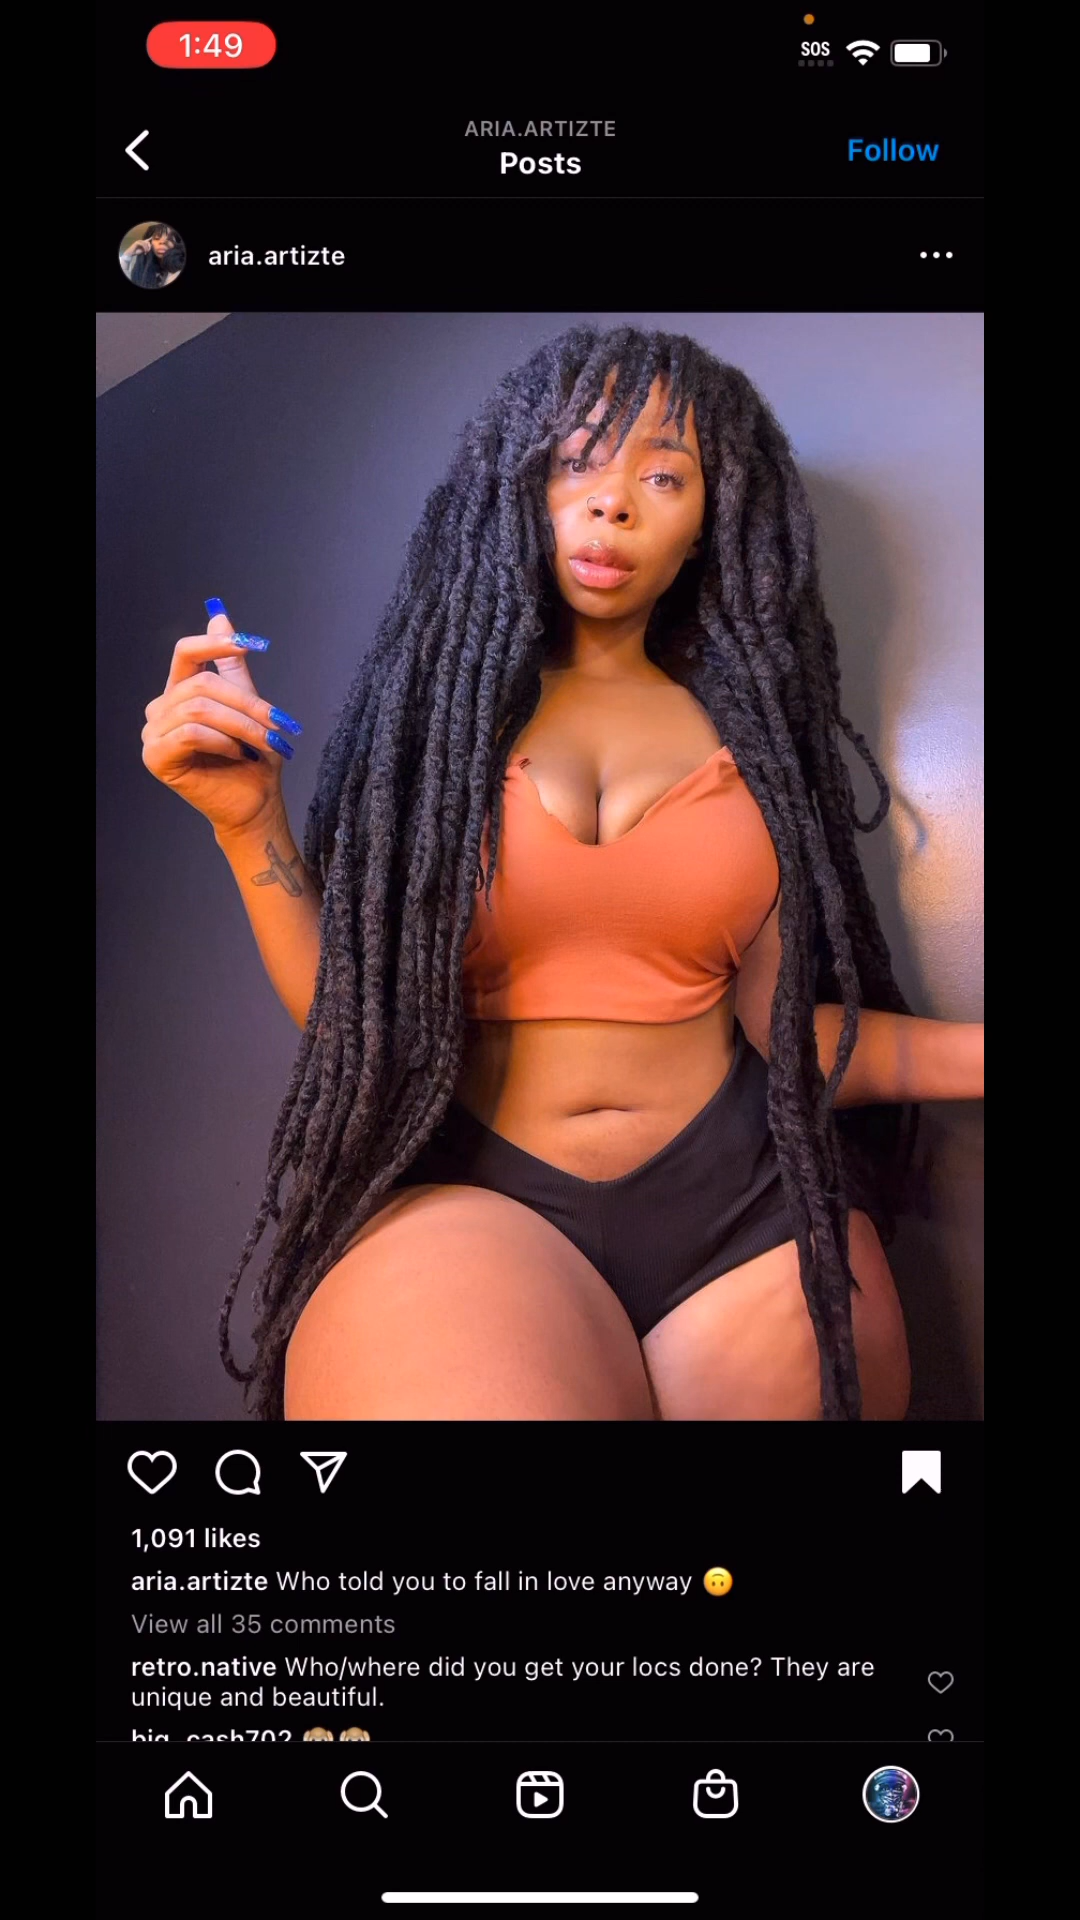 1:49
SOS
ARIA.ARTIZTE
Posts
Follow
aria.artizte
1,091 likes
aria.artizte Who told you to fall in love anyway 🙃
View all 35 comments
retro.native Who/where did you get your locs done? They are
unique and beautiful.
big_cash702 🙈🙈